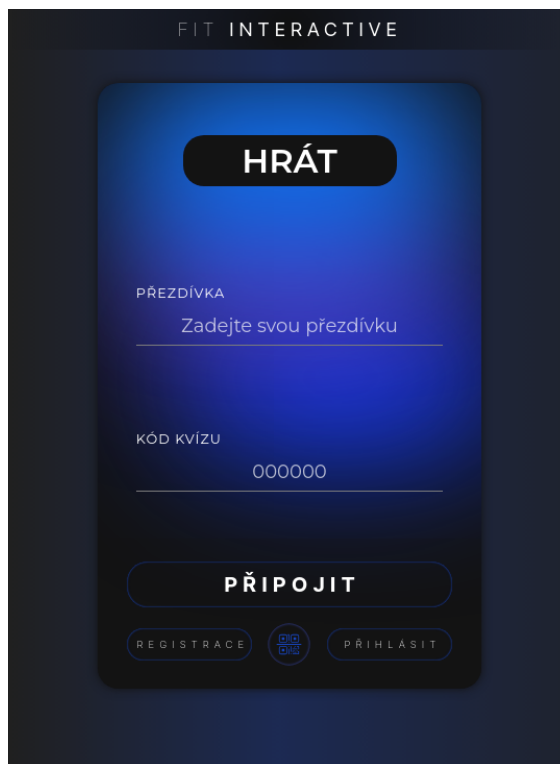 FIT INTERACTIVE
HRÁT
PŘEZDÍVKA
Zadejte svou přezdívku
KÓD KVÍZU
000000
PŘIPOJIT
REGISTRACE
PŘIHLÁSIT